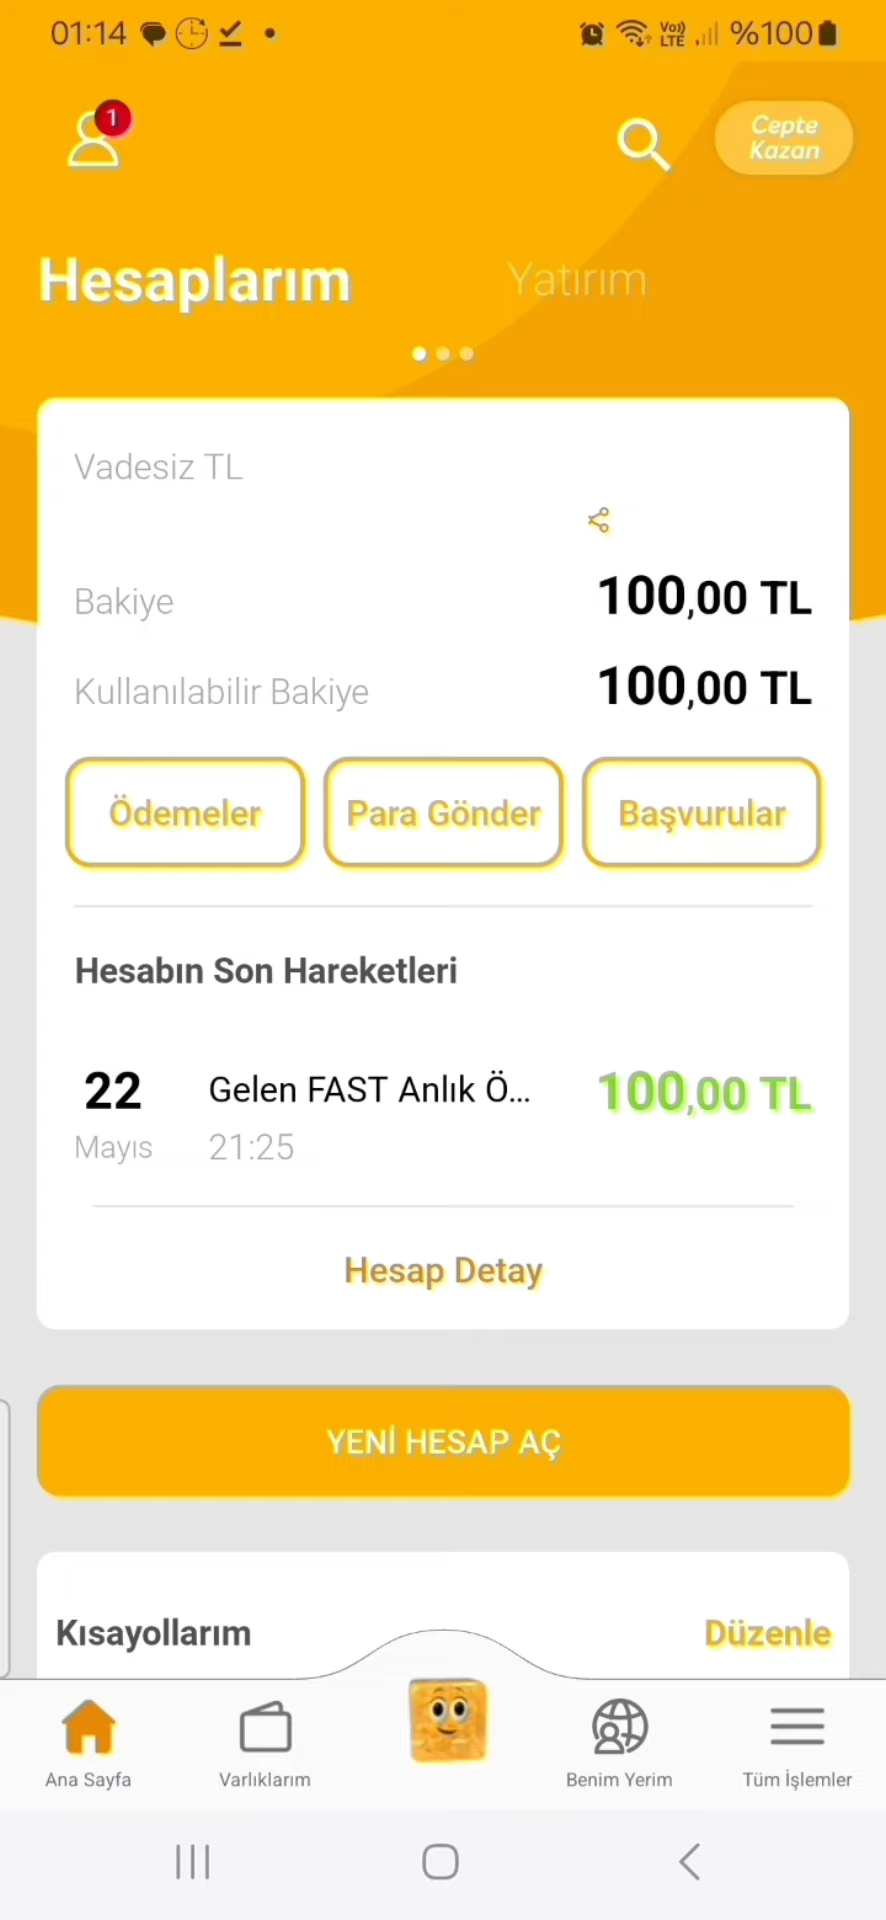 01:14 %100
1
Cepte
Kazan
Hesaplarım Yatırım
Vadesiz TL
Bakiye 100,00 TL
Kullanılabilir Bakiye 100,00 TL
Ödemeler Para Gönder Başvurular
Hesabın Son Hareketleri
22 Gelen FAST Anlık Ö... 100,00 TL
Mayıs 21:25
Hesap Detay
YENİ HESAP AÇ
Kısayollarım Düzenle
Ana Sayfa Varlıklarım Benim Yerim Tüm İşlemler